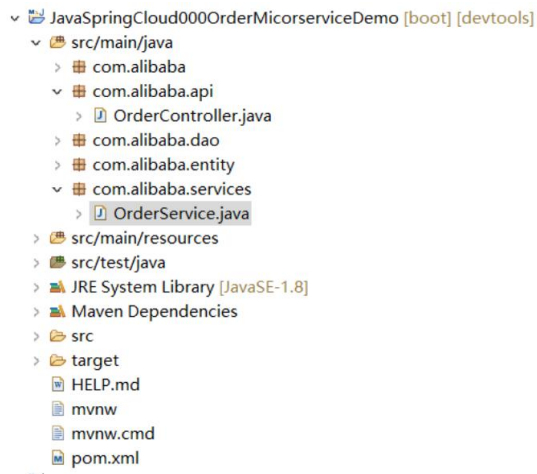 JavaSpringCloud000OrderMicorserviceDemo [boot] [devtools]
src/main/java
com.alibaba
com.alibaba.api
OrderController.java
com.alibaba.dao
com.alibaba.entity
com.alibaba.services
OrderService.java
src/main/resources
src/test/java
JRE System Library [JavaSE-1.8]
Maven Dependencies
src
target
HELP.md
mvnw
mvnw.cmd
pom.xml